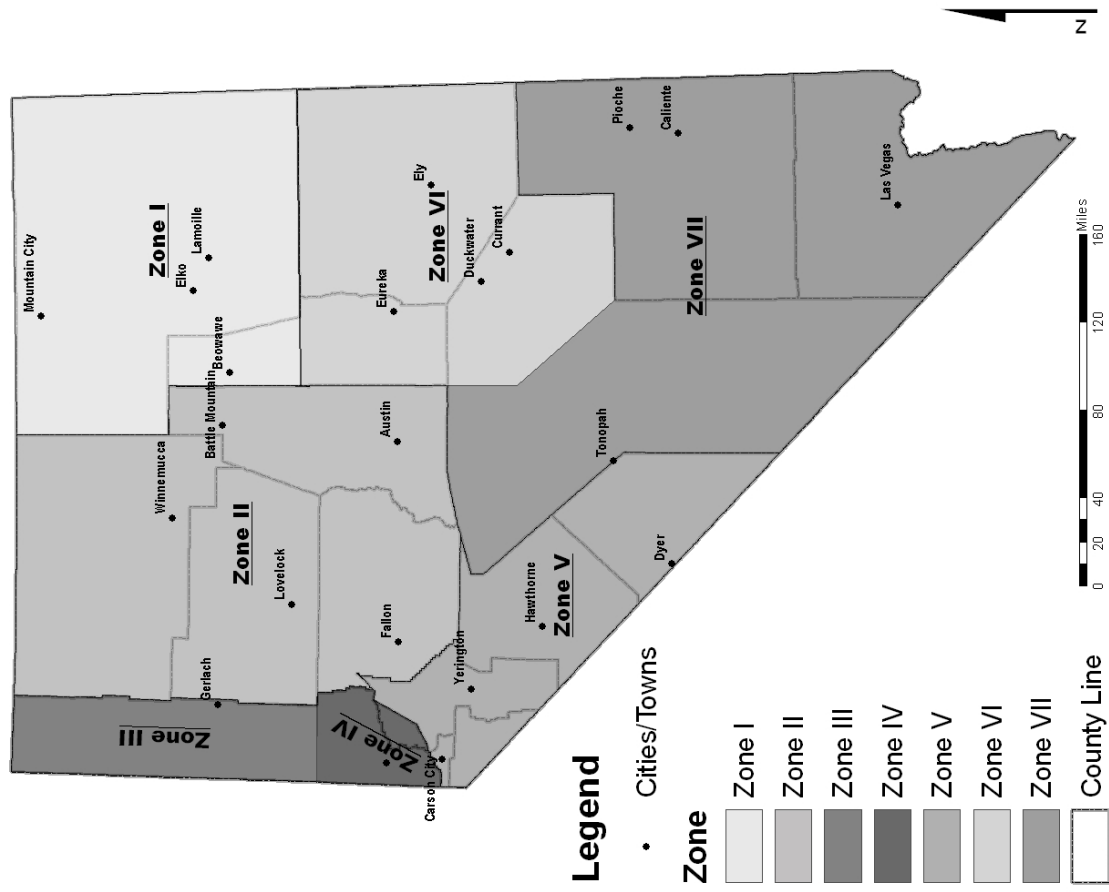 Mountain City
Zone I
Elko
Lamoille
Winnemucca
Battle Mountain
Beowawe
Zone II
Lovelock
Gerlach
Zone III
Fallon
Austin
Eureka
Zone VI
Ely
Duckwater
Currant
Zone IV
Carson City
Yerington
Hawthorne
Zone V
Dyer
Tonopah
Zone VII
Pioche
Caliente
Las Vegas
Legend
Cities/Towns
Zone
Zone I
Zone II
Zone III
Zone IV
Zone V
Zone VI
Zone VII
County Line
0 20 40 80 120 160
Miles
N